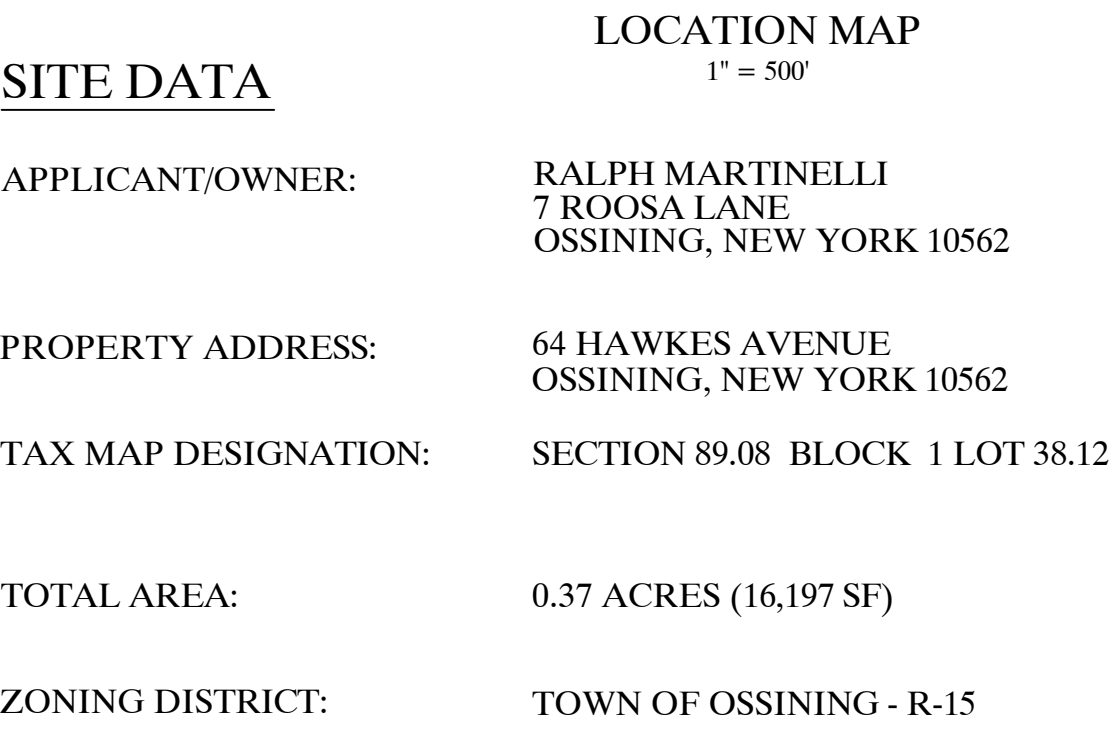 LOCATION MAP
1" = 500'
SITE DATA
APPLICANT/OWNER: RALPH MARTINELLI
7 ROOSA LANE
OSSINING, NEW YORK 10562
PROPERTY ADDRESS: 64 HAWKES AVENUE
OSSINING, NEW YORK 10562
TAX MAP DESIGNATION: SECTION 89.08 BLOCK 1 LOT 38.12
TOTAL AREA: 0.37 ACRES (16,197 SF)
ZONING DISTRICT: TOWN OF OSSINING - R-15